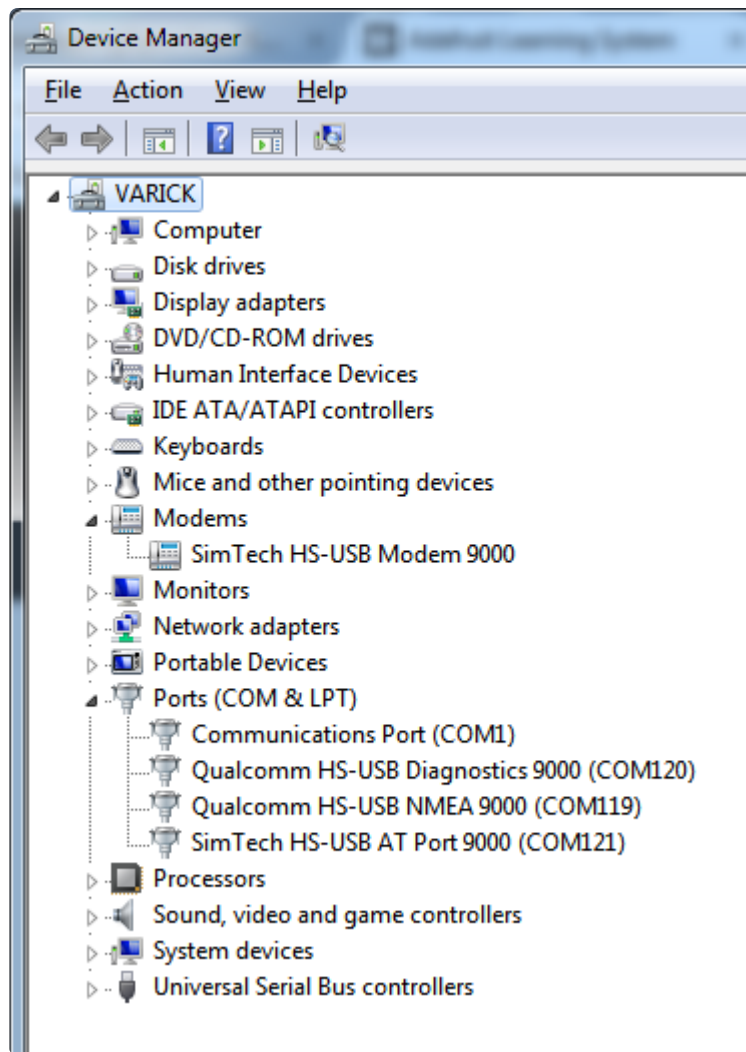 Device Manager
Adafruit Learning System
File Action View Help
VARICK
Computer
Disk drives
Display adapters
DVD/CD-ROM drives
Human Interface Devices
IDE ATA/ATAPI controllers
Keyboards
Mice and other pointing devices
Modems
SimTech HS-USB Modem 9000
Monitors
Network adapters
Portable Devices
Ports (COM & LPT)
Communications Port (COM1)
Qualcomm HS-USB Diagnostics 9000 (COM120)
Qualcomm HS-USB NMEA 9000 (COM119)
SimTech HS-USB AT Port 9000 (COM121)
Processors
Sound, video and game controllers
System devices
Universal Serial Bus controllers